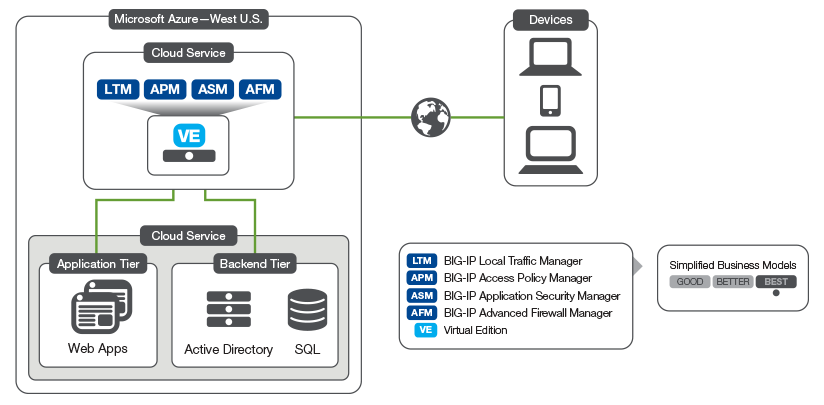 Microsoft Azure—West U.S.
Cloud Service
LTM APM ASM AFM
VE
Devices
Cloud Service
Application Tier
Web Apps
Backend Tier
Active Directory SQL
LTM BIG-IP Local Traffic Manager
APM BIG-IP Access Policy Manager
ASM BIG-IP Application Security Manager
AFM BIG-IP Advanced Firewall Manager
VE Virtual Edition
Simplified Business Models
GOOD BETTER BEST